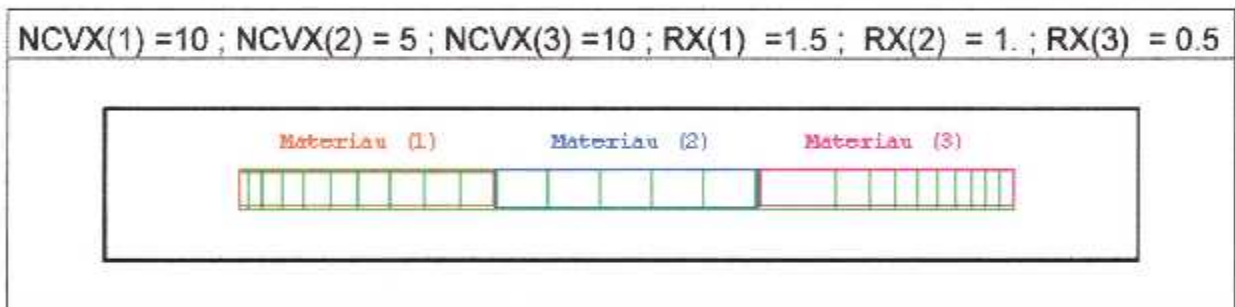 NCVX(1) =10 ; NCVX(2) = 5 ; NCVX(3) =10 ; RX(1) =1.5 ; RX(2) = 1. ; RX(3) = 0.5
Materiau (1) Materiau (2) Materiau (3)